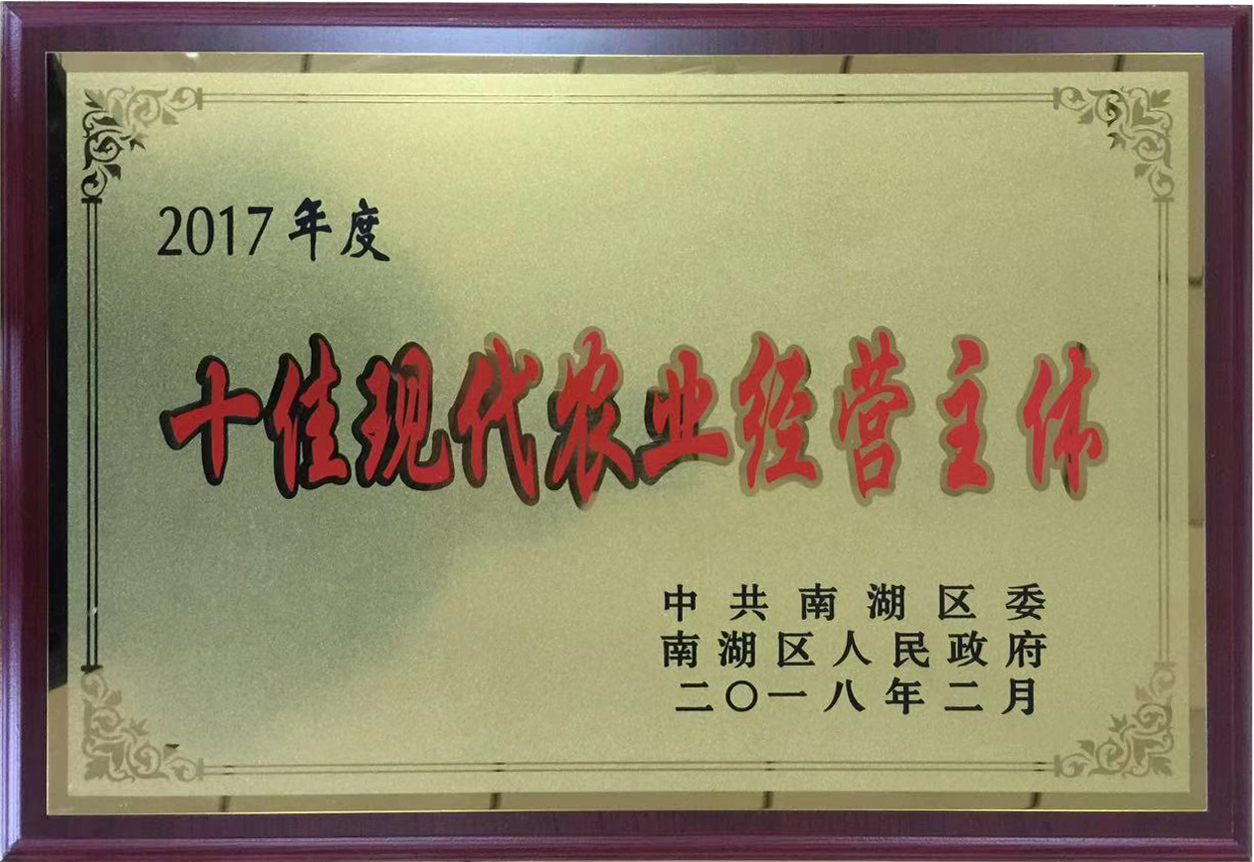 2017年度
十佳现代农业经营主体
中共南湖区委
南湖区人民政府
二〇一八年二月